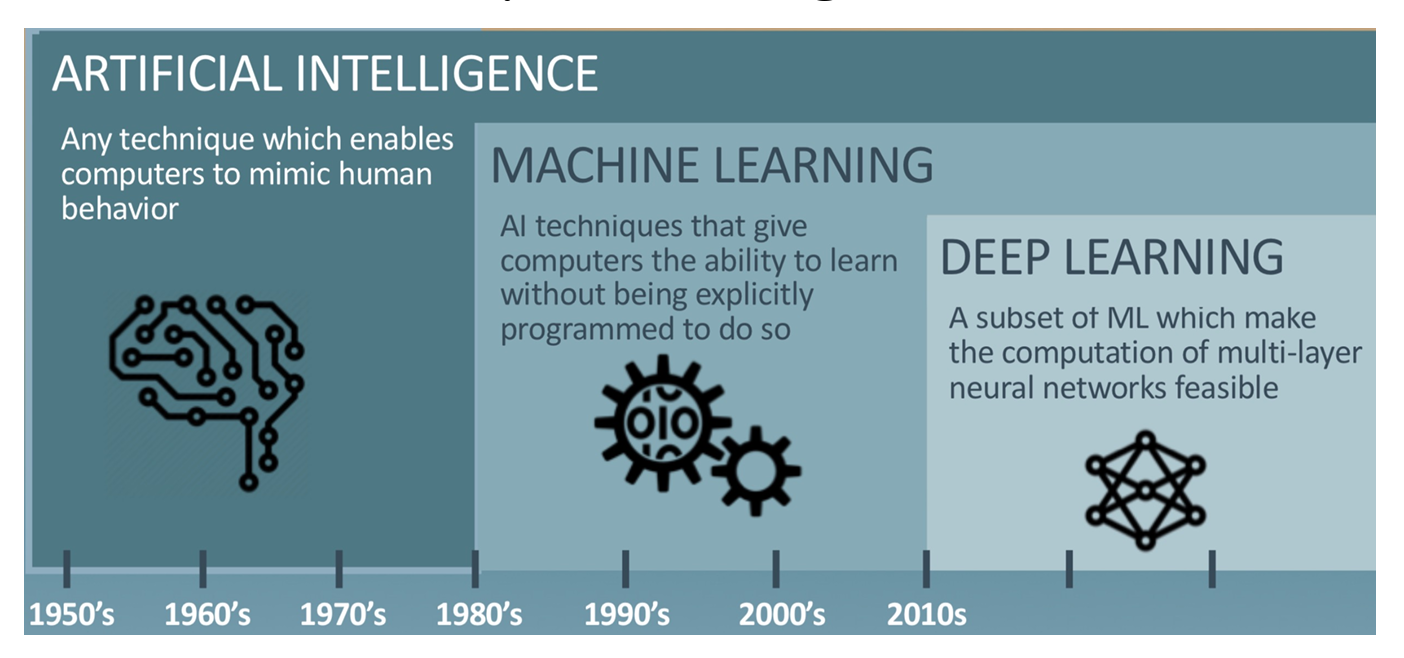 ARTIFICIAL INTELLIGENCE
Any technique which enables
computers to mimic human
behavior
MACHINE LEARNING
AI techniques that give
computers the ability to learn
without being explicitly
programmed to do so
DEEP LEARNING
A subset of ML which make
the computation of multi-layer
neural networks feasible
1950’s 1960’s 1970’s 1980’s 1990’s 2000’s 2010s